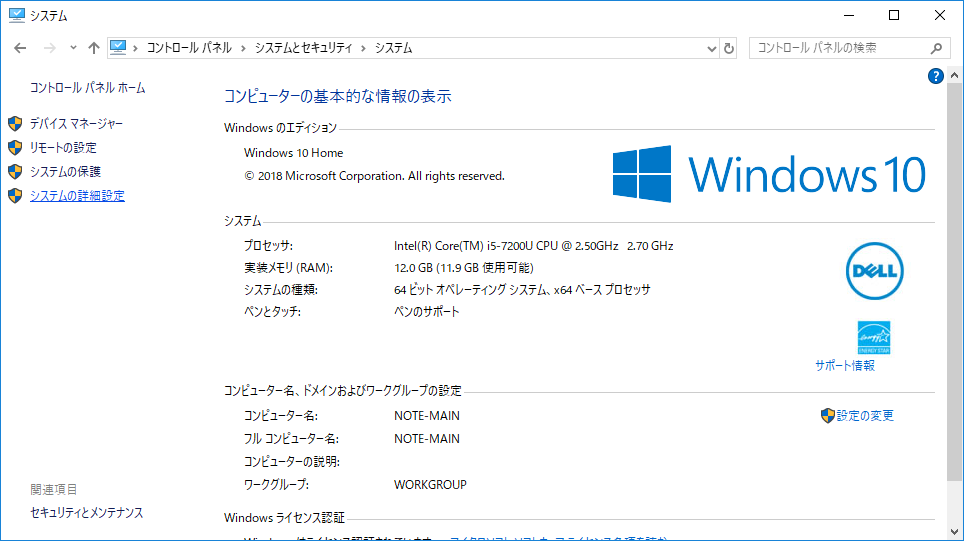 システム
コントロール パネル › システムとセキュリティ › システム
コントロール パネルの検索
コントロール パネル ホーム
デバイス マネージャー
リモートの設定
システムの保護
システムの詳細設定
コンピューターの基本的な情報の表示
Windows のエディション
Windows 10 Home
© 2018 Microsoft Corporation. All rights reserved.
Windows 10
システム
プロセッサ: Intel(R) Core(TM) i5-7200U CPU @ 2.50GHz 2.70 GHz
実装メモリ (RAM): 12.0 GB (11.9 GB 使用可能)
システムの種類: 64 ビット オペレーティング システム、x64 ベース プロセッサ
ペンとタッチ: ペンのサポート
DELL
ENERGY STAR
サポート情報
コンピューター名、ドメインおよびワークグループの設定
コンピューター名: NOTE-MAIN
設定の変更
フル コンピューター名: NOTE-MAIN
コンピューターの説明:
ワークグループ: WORKGROUP
関連項目
セキュリティとメンテナンス
Windows ライセンス認証